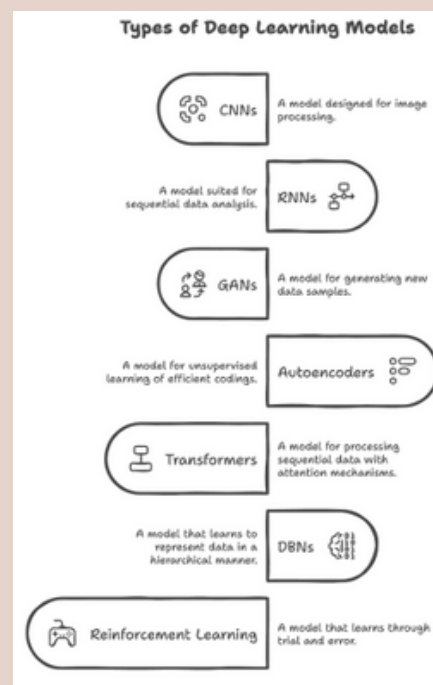 Types of Deep Learning Models
CNNs
A model designed for image
processing.
A model suited for
sequential data analysis.
RNNs
GANs
A model for generating new
data samples.
A model for unsupervised
learning of efficient codings.
Autoencoders
Transformers
A model for processing
sequential data with
attention mechanisms.
A model that learns to
represent data in a
hierarchical manner.
DBNs
Reinforcement Learning
A model that learns through
trial and error.